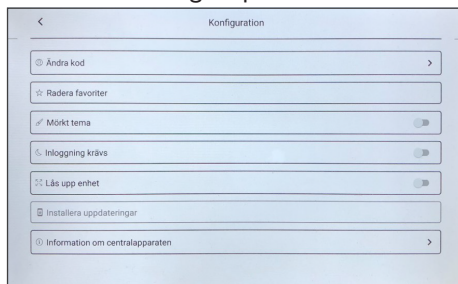 Konfiguration
Ändra kod
Radera favoriter
Mörkt tema
Inloggning krävs
Lås upp enhet
Installera uppdateringar
Information om centralapparaten